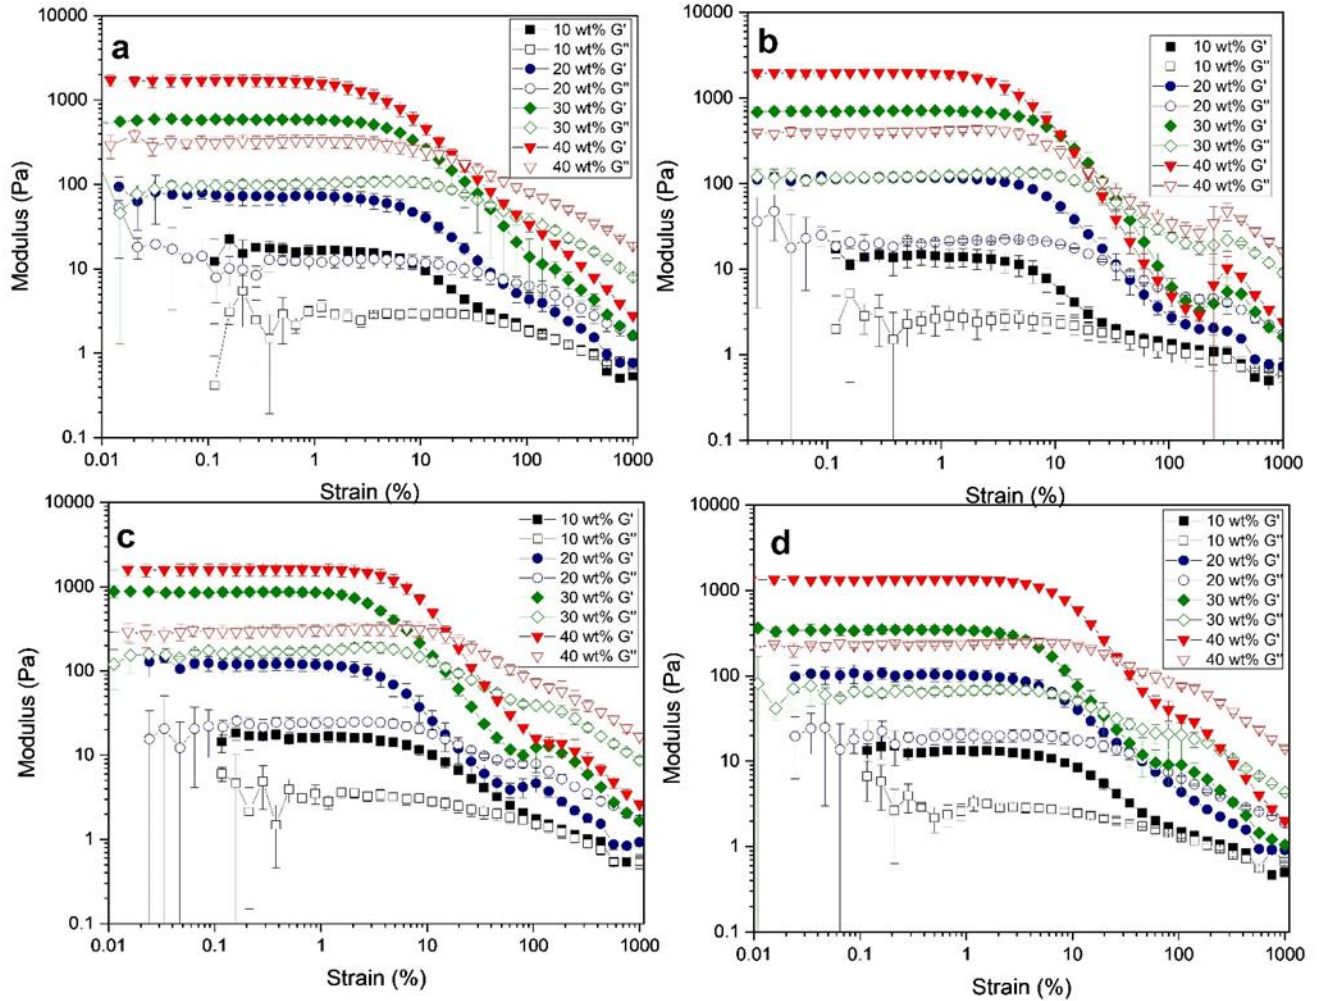 a
10000
1000
100
10
1
0.1
Modulus (Pa)
0.01
0.1
1
10
100
1000
Strain (%)
10 wt% G'
10 wt% G"
20 wt% G'
20 wt% G"
30 wt% G'
30 wt% G"
40 wt% G'
40 wt% G"
b
10000
1000
100
10
1
0.1
Modulus (Pa)
0.1
1
10
100
1000
Strain (%)
10 wt% G'
10 wt% G"
20 wt% G'
20 wt% G"
30 wt% G'
30 wt% G"
40 wt% G'
40 wt% G"
c
10000
1000
100
10
1
0.1
Modulus (Pa)
0.01
0.1
1
10
100
1000
Strain (%)
10 wt% G'
10 wt% G"
20 wt% G'
20 wt% G"
30 wt% G'
30 wt% G"
40 wt% G'
40 wt% G"
d
10000
1000
100
10
1
0.1
Modulus (Pa)
0.01
0.1
1
10
100
1000
Strain (%)
10 wt% G'
10 wt% G"
20 wt% G'
20 wt% G"
30 wt% G'
30 wt% G"
40 wt% G'
40 wt% G"